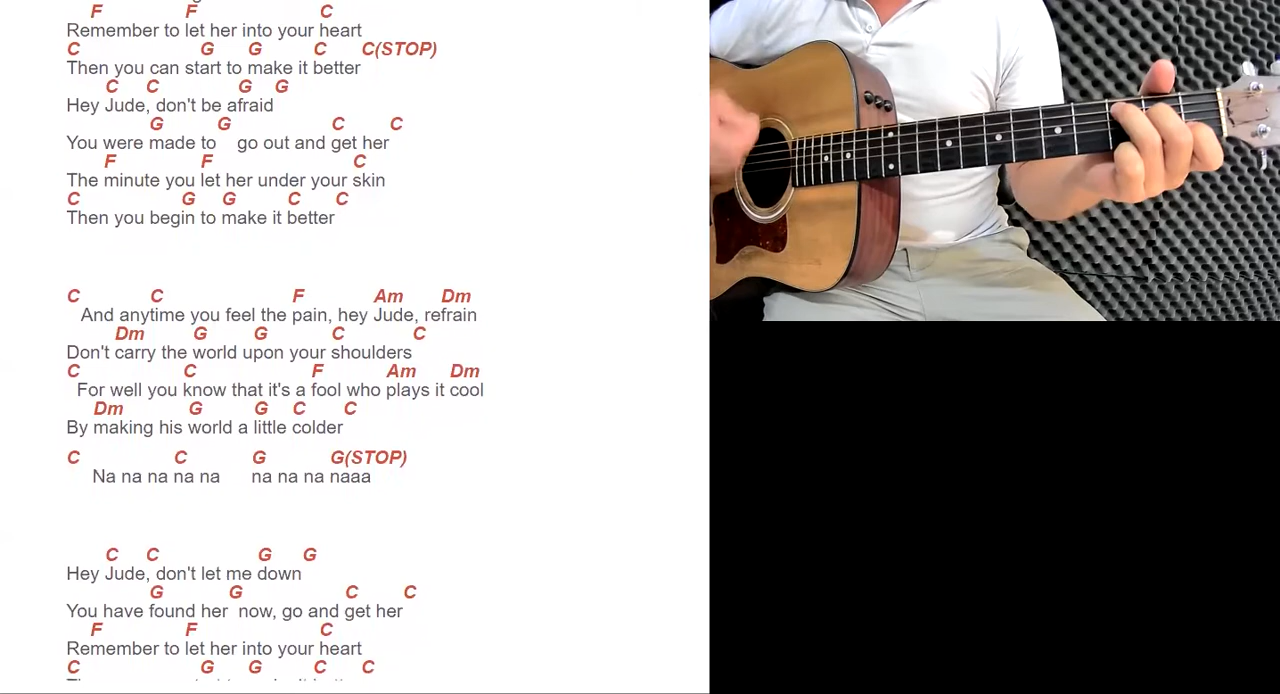 F F C
Remember to let her into your heart
C G G C C(STOP)
Then you can start to make it better
C C G G
Hey Jude, don't be afraid
G G C C
You were made to go out and get her
F F C
The minute you let her under your skin
C G G C C
Then you begin to make it better
C C F Am Dm
And anytime you feel the pain, hey Jude, refrain
Dm G G C C
Don't carry the world upon your shoulders
C C F Am Dm
For well you know that it's a fool who plays it cool
Dm G G C C
By making his world a little colder
C C G G(STOP)
Na na na na na na na na naaa
C C G G
Hey Jude, don't let me down
G G C C
You have found her now, go and get her
F F C
Remember to let her into your heart
C G G C C